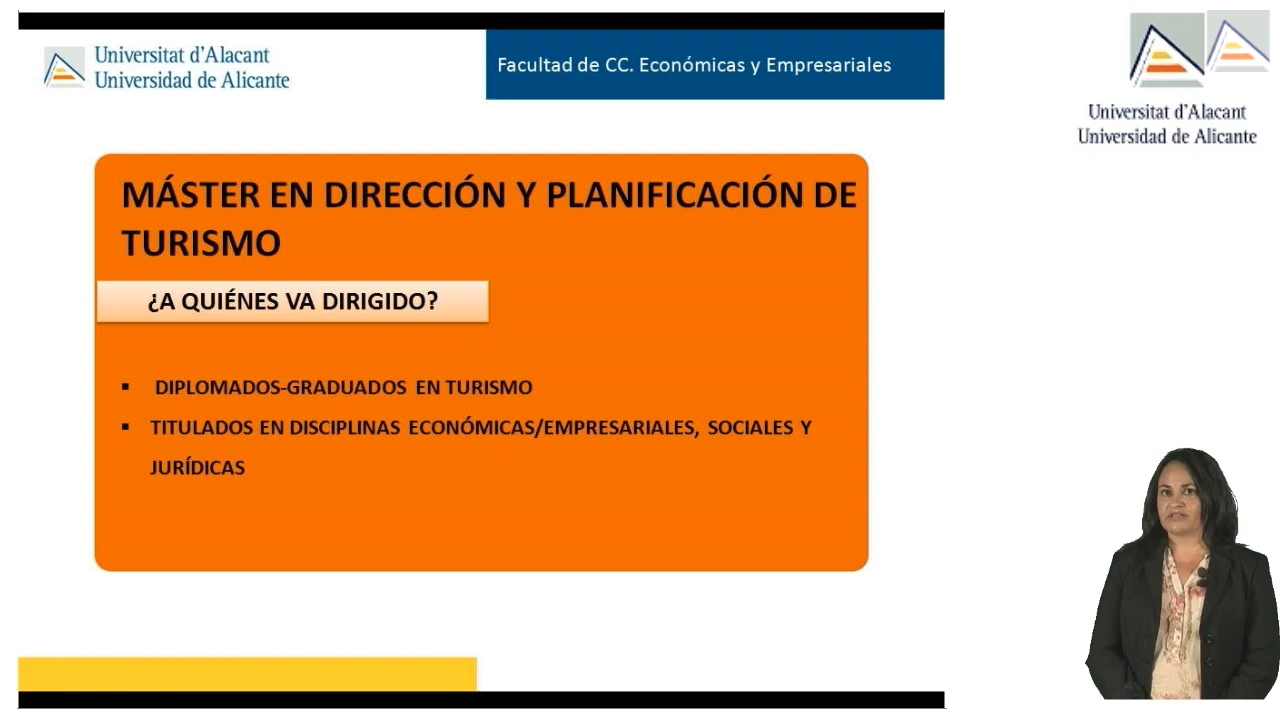 Universitat d'Alacant
Universidad de Alicante
Facultad de CC. Económicas y Empresariales
Universitat d'Alacant
Universidad de Alicante
MÁSTER EN DIRECCIÓN Y PLANIFICACIÓN DE
TURISMO
¿A QUIÉNES VA DIRIGIDO?
▪ DIPLOMADOS-GRADUADOS EN TURISMO
▪ TITULADOS EN DISCIPLINAS ECONÓMICAS/EMPRESARIALES, SOCIALES Y
JURÍDICAS